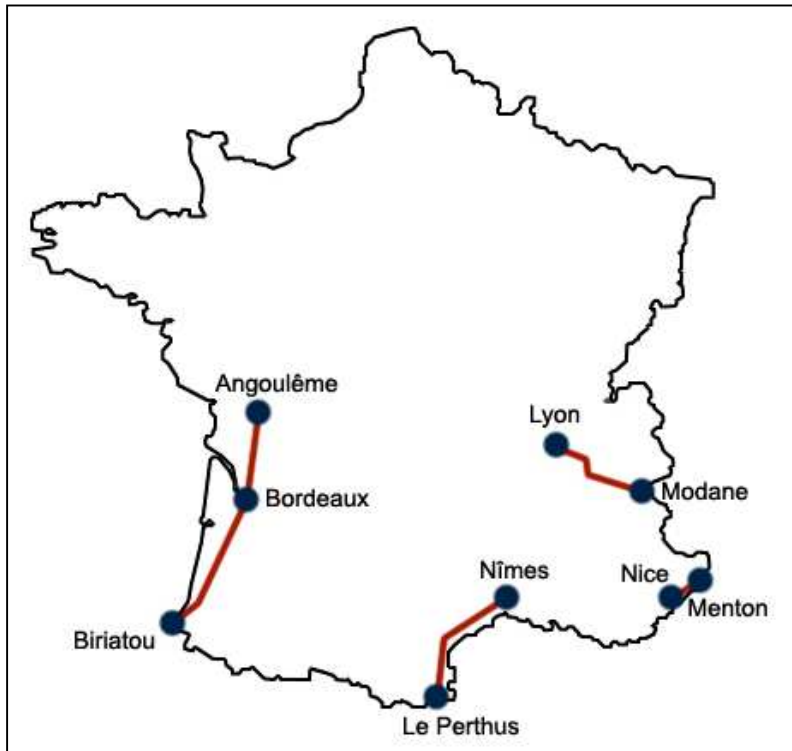 Angoulême
Lyon
Bordeaux
Modane
Nîmes
Nice
Menton
Biriatou
Le Perthus